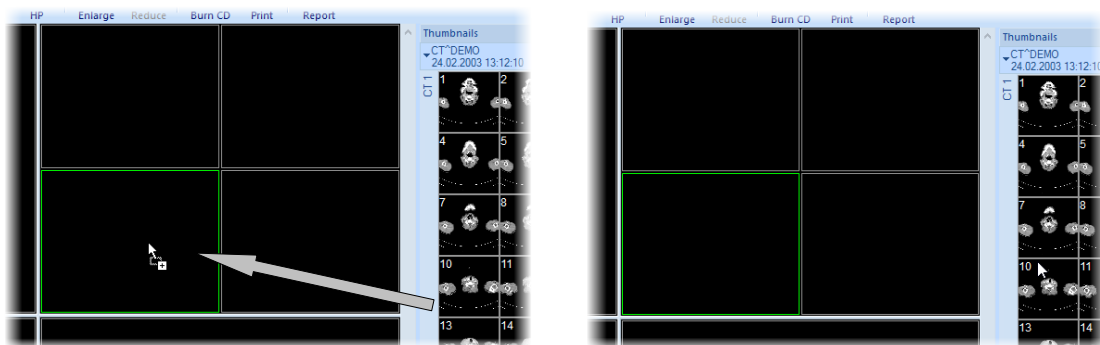 HP Enlarge Reduce Burn CD Print Report
Thumbnails
CT^DEMO
24.02.2003 13:12:10
CT 1
1 2
4 5
7 8
10 11
13 14
HP Enlarge Reduce Burn CD Print Report
Thumbnails
CT^DEMO
24.02.2003 13:12:10
CT 1
1 2
4 5
7 8
10 11
13 14